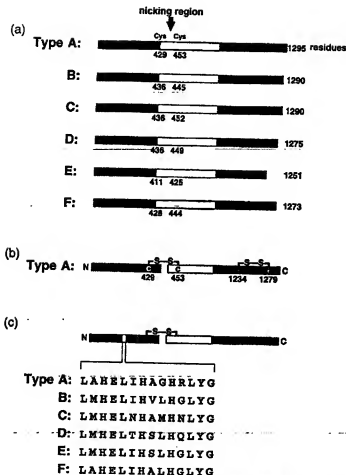 nicking region
(a)
Cys Cys
Type A: 1295 residues
429 453
B: 1290
436 445
C: 1290
436 452
D: 1275
436 449
E: 1251
411 425
F: 1273
428 444
(b)
S S S S
Type A: N C C C
429 453 1234 1279
(c)
S S
N C
Type A: LAHELIHAGHRLYG
B: LMHELIHVLHGLYG
C: LMHELNHAMHNLYG
D: LMHELTHSLHQLYG
E: LMHELIHSLHGLYG
F: LAHELIHALHGLYG